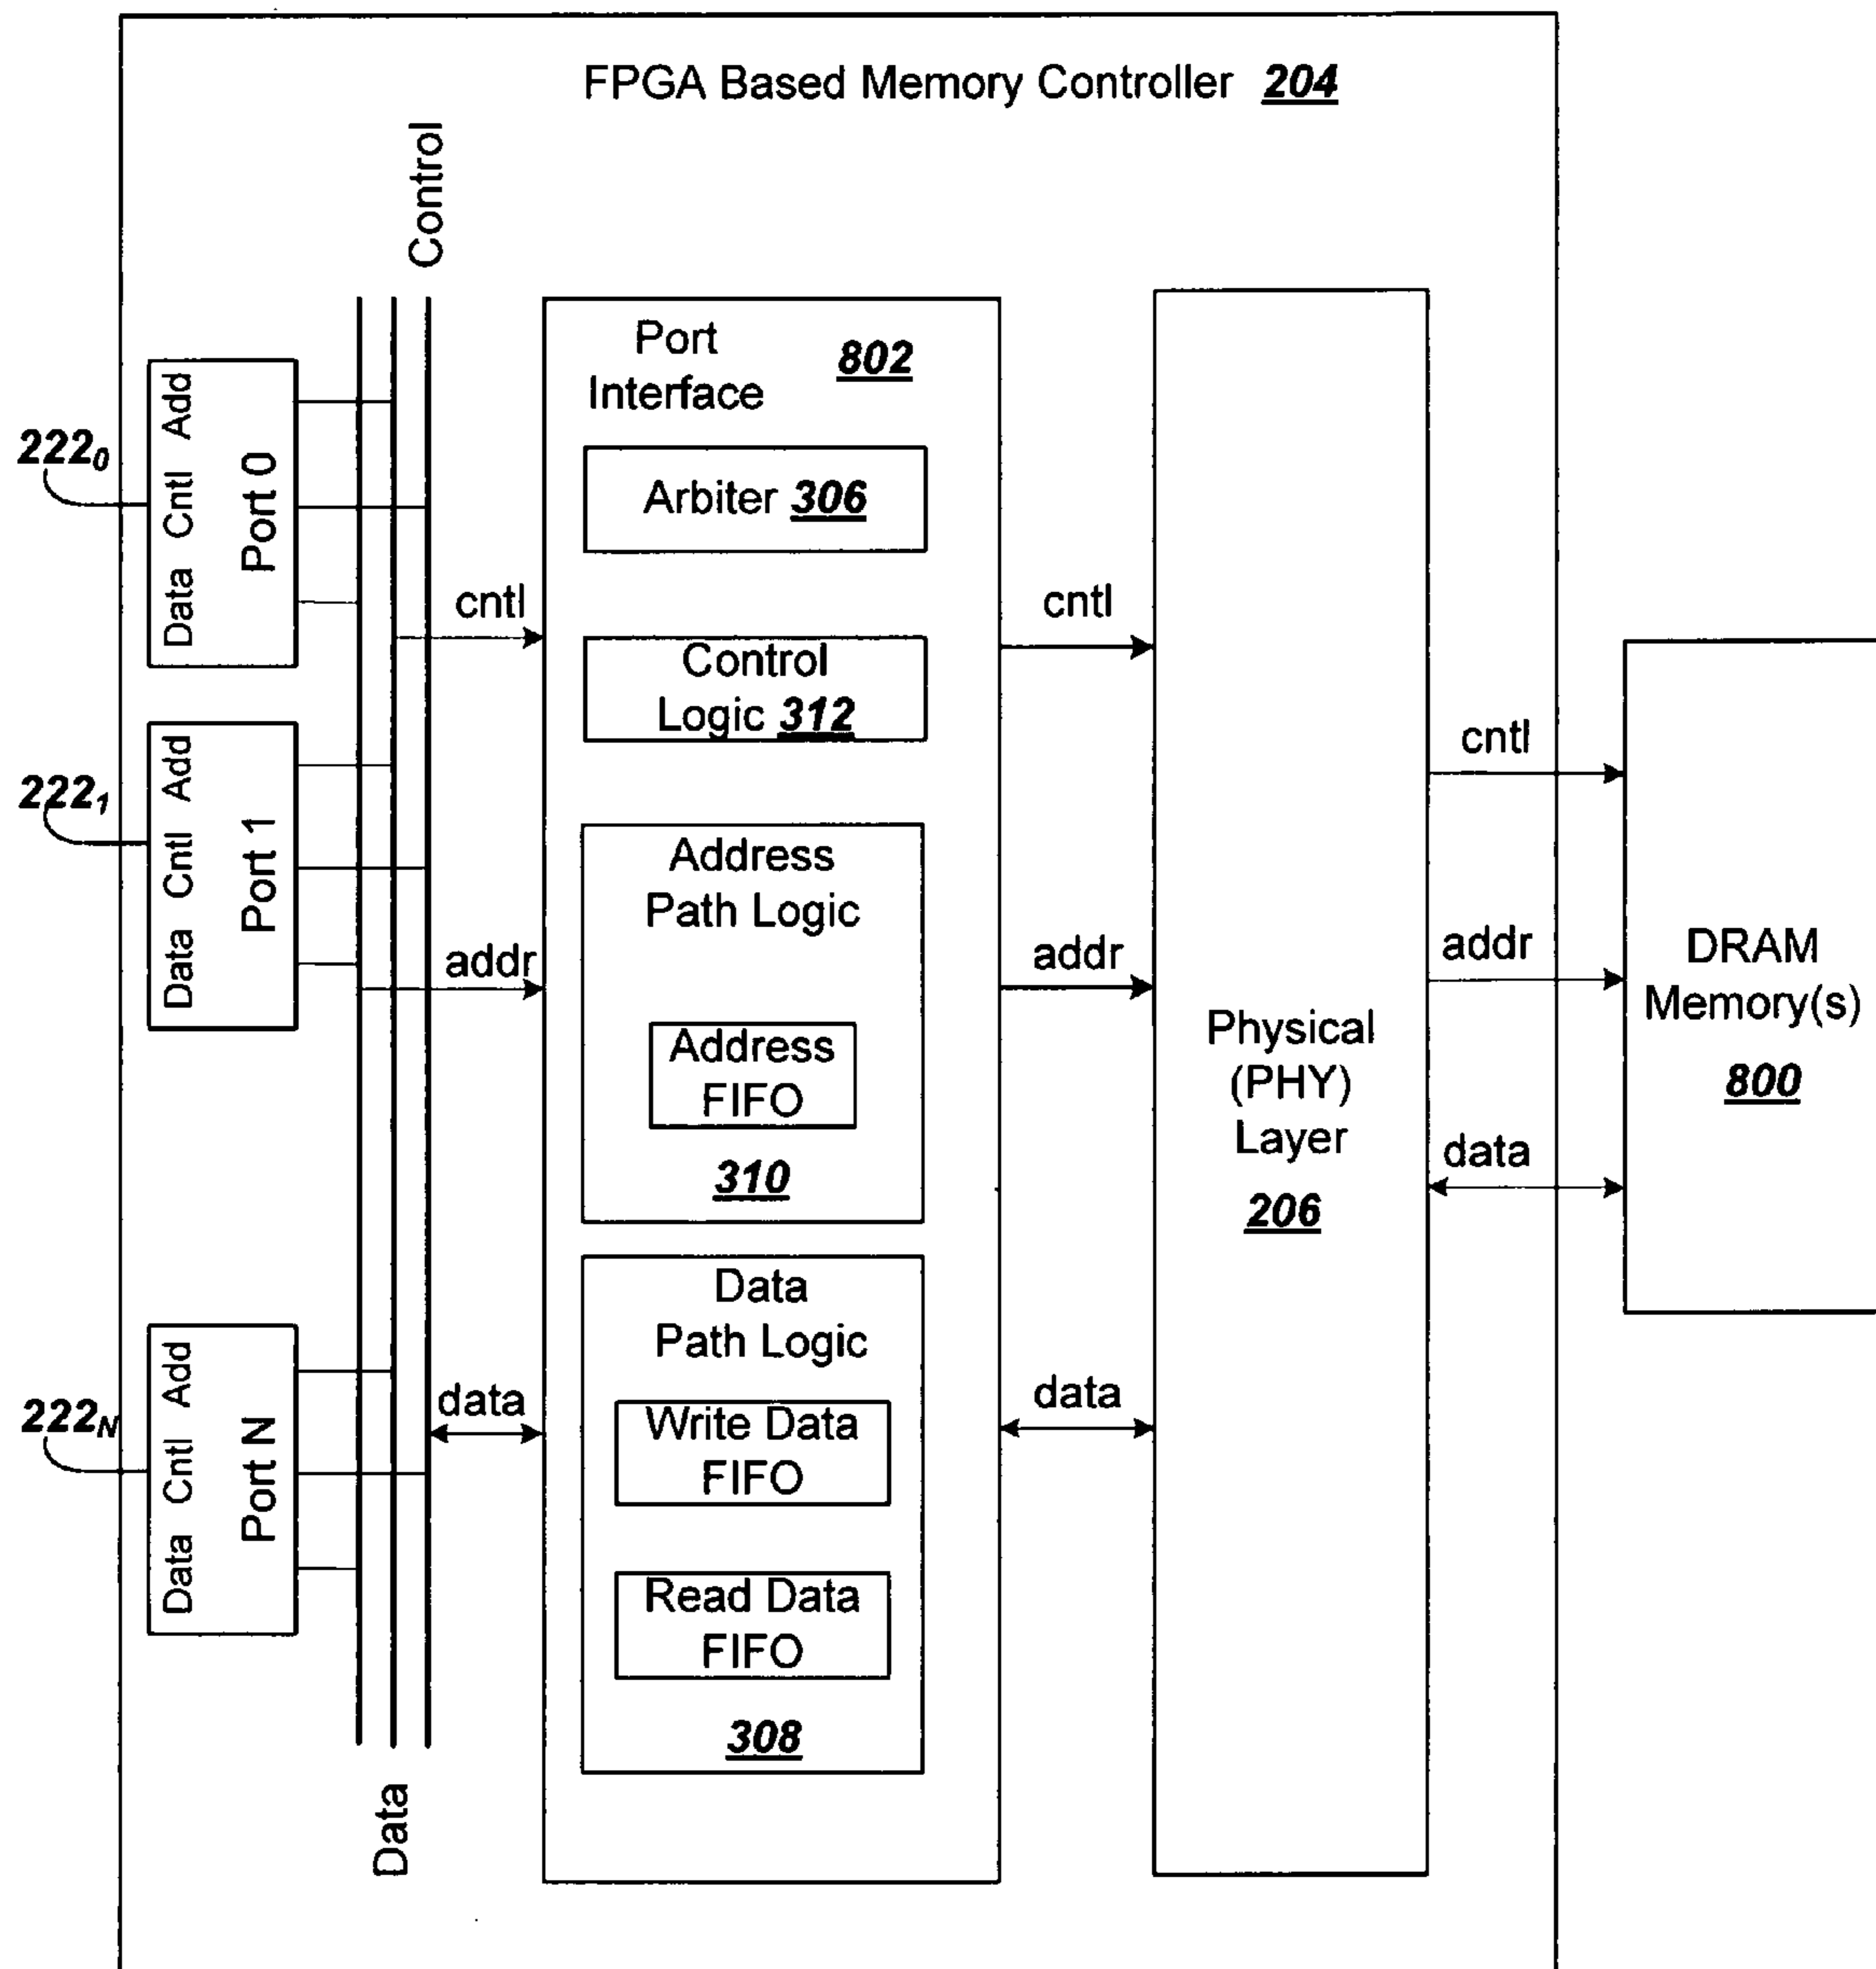 FPGA Based Memory Controller 204
Control
Data
222₀
Data Cntl Add
Port 0
222₁
Data Cntl Add
Port 1
222N
Data Cntl Add
Port N
cntl
addr
data
Port
Interface
802
Arbiter 306
Control
Logic 312
Address
Path Logic
Address
FIFO
310
Data
Path Logic
Write Data
FIFO
Read Data
FIFO
308
cntl
addr
data
Physical
(PHY)
Layer
206
cntl
addr
data
DRAM
Memory(s)
800